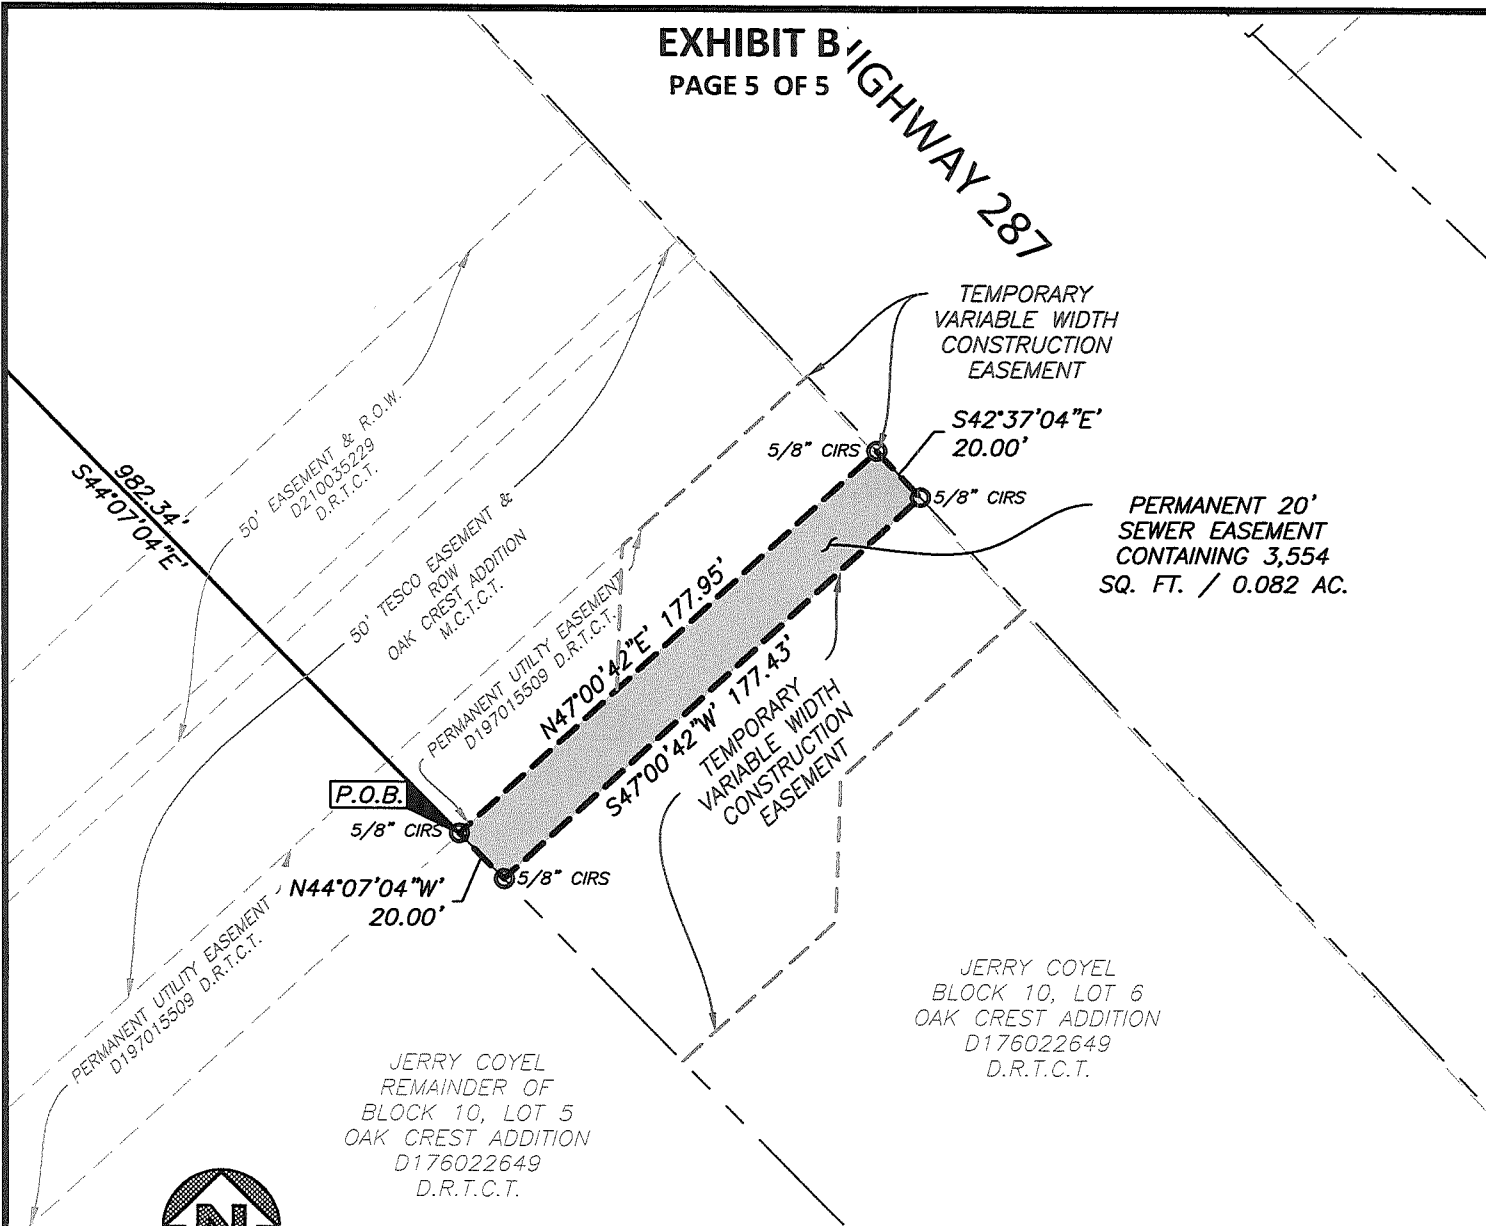 EXHIBIT B
PAGE 5 OF 5
HIGHWAY 287
TEMPORARY
VARIABLE WIDTH
CONSTRUCTION
EASEMENT
S42°37'04"E'
20.00'
5/8" CIRS
5/8" CIRS
PERMANENT 20'
SEWER EASEMENT
CONTAINING 3,554
SQ. FT. / 0.082 AC.
982.34'
S44°07'04"E'
50' EASEMENT & R.O.W.
D210035229
D.R.T.C.T.
50' TESCO EASEMENT &
ROW
OAK CREST ADDITION
M.C.T.C.T.
PERMANENT UTILTY EASEMENT
D197015509 D.R.T.C.T.
N47°00'42"E' 177.95'
S47°00'42"W' 177.43'
TEMPORARY
VARIABLE WIDTH
CONSTRUCTION
EASEMENT
P.O.B.
5/8" CIRS
5/8" CIRS
N44°07'04"W'
20.00'
PERMANENT UTILITY EASEMENT
D197015509 D.R.T.C.T.
JERRY COYEL
BLOCK 10, LOT 6
OAK CREST ADDITION
D176022649
D.R.T.C.T.
JERRY COYEL
REMAINDER OF
BLOCK 10, LOT 5
OAK CREST ADDITION
D176022649
D.R.T.C.T.
N